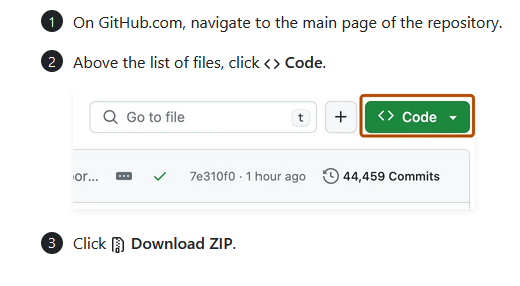 1 On GitHub.com, navigate to the main page of the repository.
2 Above the list of files, click <> Code.
Go to file t + <> Code
or... ... 7e310f0 · 1 hour ago 44,459 Commits
3 Click Download ZIP.